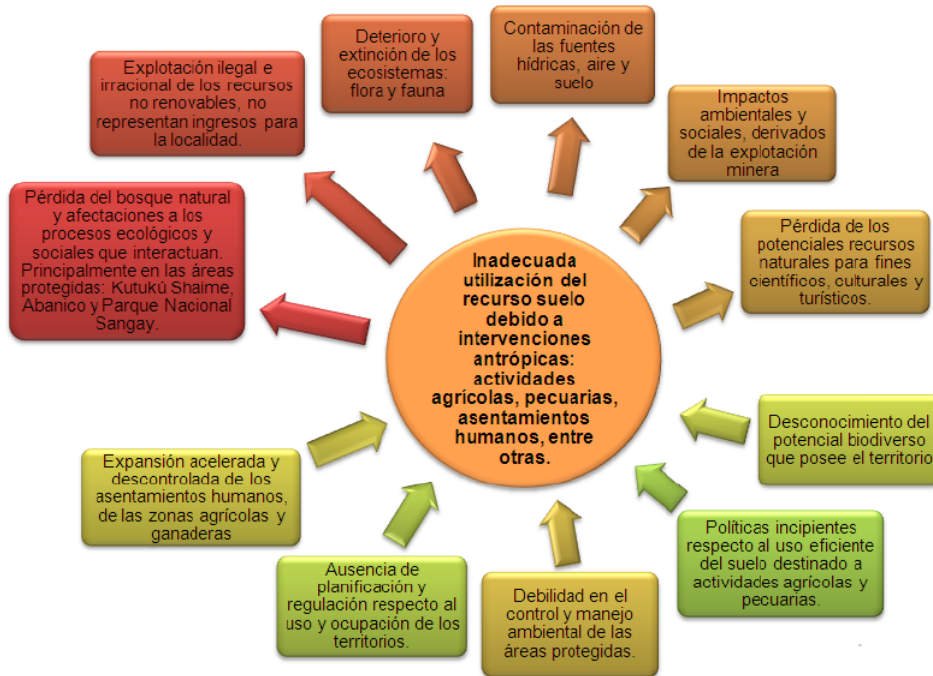 Deterioro y
extinción de los
ecosistemas:
flora y fauna
Contaminación de
las fuentes
hídricas, aire y
suelo
Explotación ilegal e
irracional de los recursos
no renovables, no
representan ingresos para
la localidad.
Impactos
ambientales y
sociales, derivados
de la explotación
minera
Pérdida del bosque natural
y afectaciones a los
procesos ecológicos y
sociales que interactuan.
Principalmente en las áreas
protegidas: Kutukú Shaime,
Abanico y Parque Nacional
Sangay.
Pérdida de los
potenciales recursos
naturales para fines
científicos, culturales y
turísticos.
Inadecuada
utilización del
recurso suelo
debido a
intervenciones
antrópicas:
actividades
agrícolas, pecuarias,
asentamientos
humanos, entre
otras.
Desconocimiento del
potencial biodiverso
que posee el territorio
Expansión acelerada y
descontrolada de los
asentamientos humanos,
de las zonas agrícolas y
ganaderas
Políticas incipientes
respecto al uso eficiente
del suelo destinado a
actividades agrícolas y
pecuarias.
Ausencia de
planificación y
regulación respecto al
uso y ocupación de los
territorios.
Debilidad en el
control y manejo
ambiental de las
áreas protegidas.